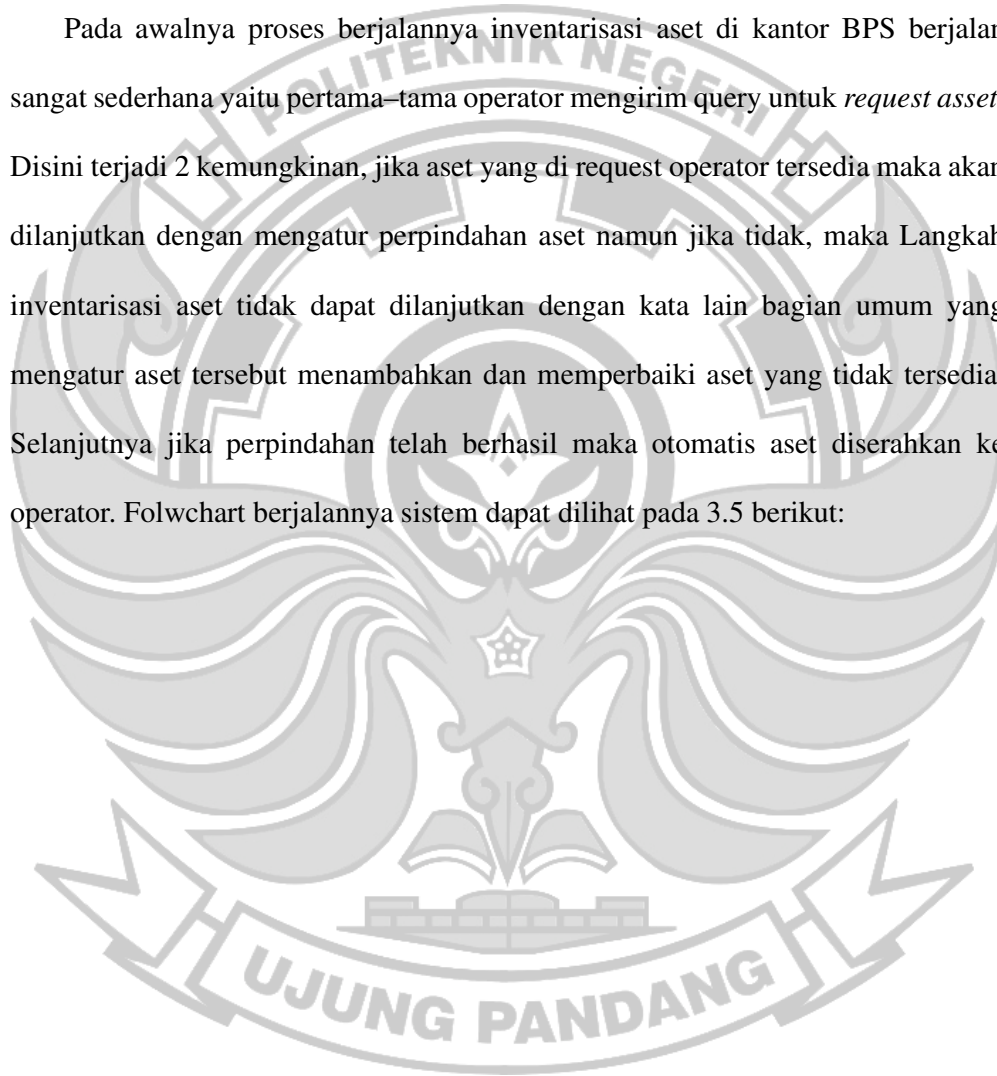 Pada awalnya proses berjalannya inventarisasi aset di kantor BPS berjalan
sangat sederhana yaitu pertama–tama operator mengirim query untuk request asset
Disini terjadi 2 kemungkinan, jika aset yang di request operator tersedia maka akan
dilanjutkan dengan mengatur perpindahan aset namun jika tidak, maka Langkah
inventarisasi aset tidak dapat dilanjutkan dengan kata lain bagian umum yang
mengatur aset tersebut menambahkan dan memperbaiki aset yang tidak tersedia
Selanjutnya jika perpindahan telah berhasil maka otomatis aset diserahkan ke
operator. Folwchart berjalannya sistem dapat dilihat pada 3.5 berikut:
POLITEKNIK NEGERI
UJUNG PANDANG